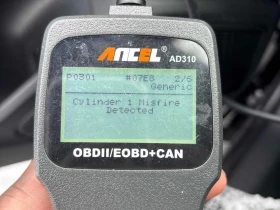 ANCEL
AD310
P0301 #07E8 2/6
Generic
Cylinder 1 Misfire
Detected
OBDII/EOBD+CAN